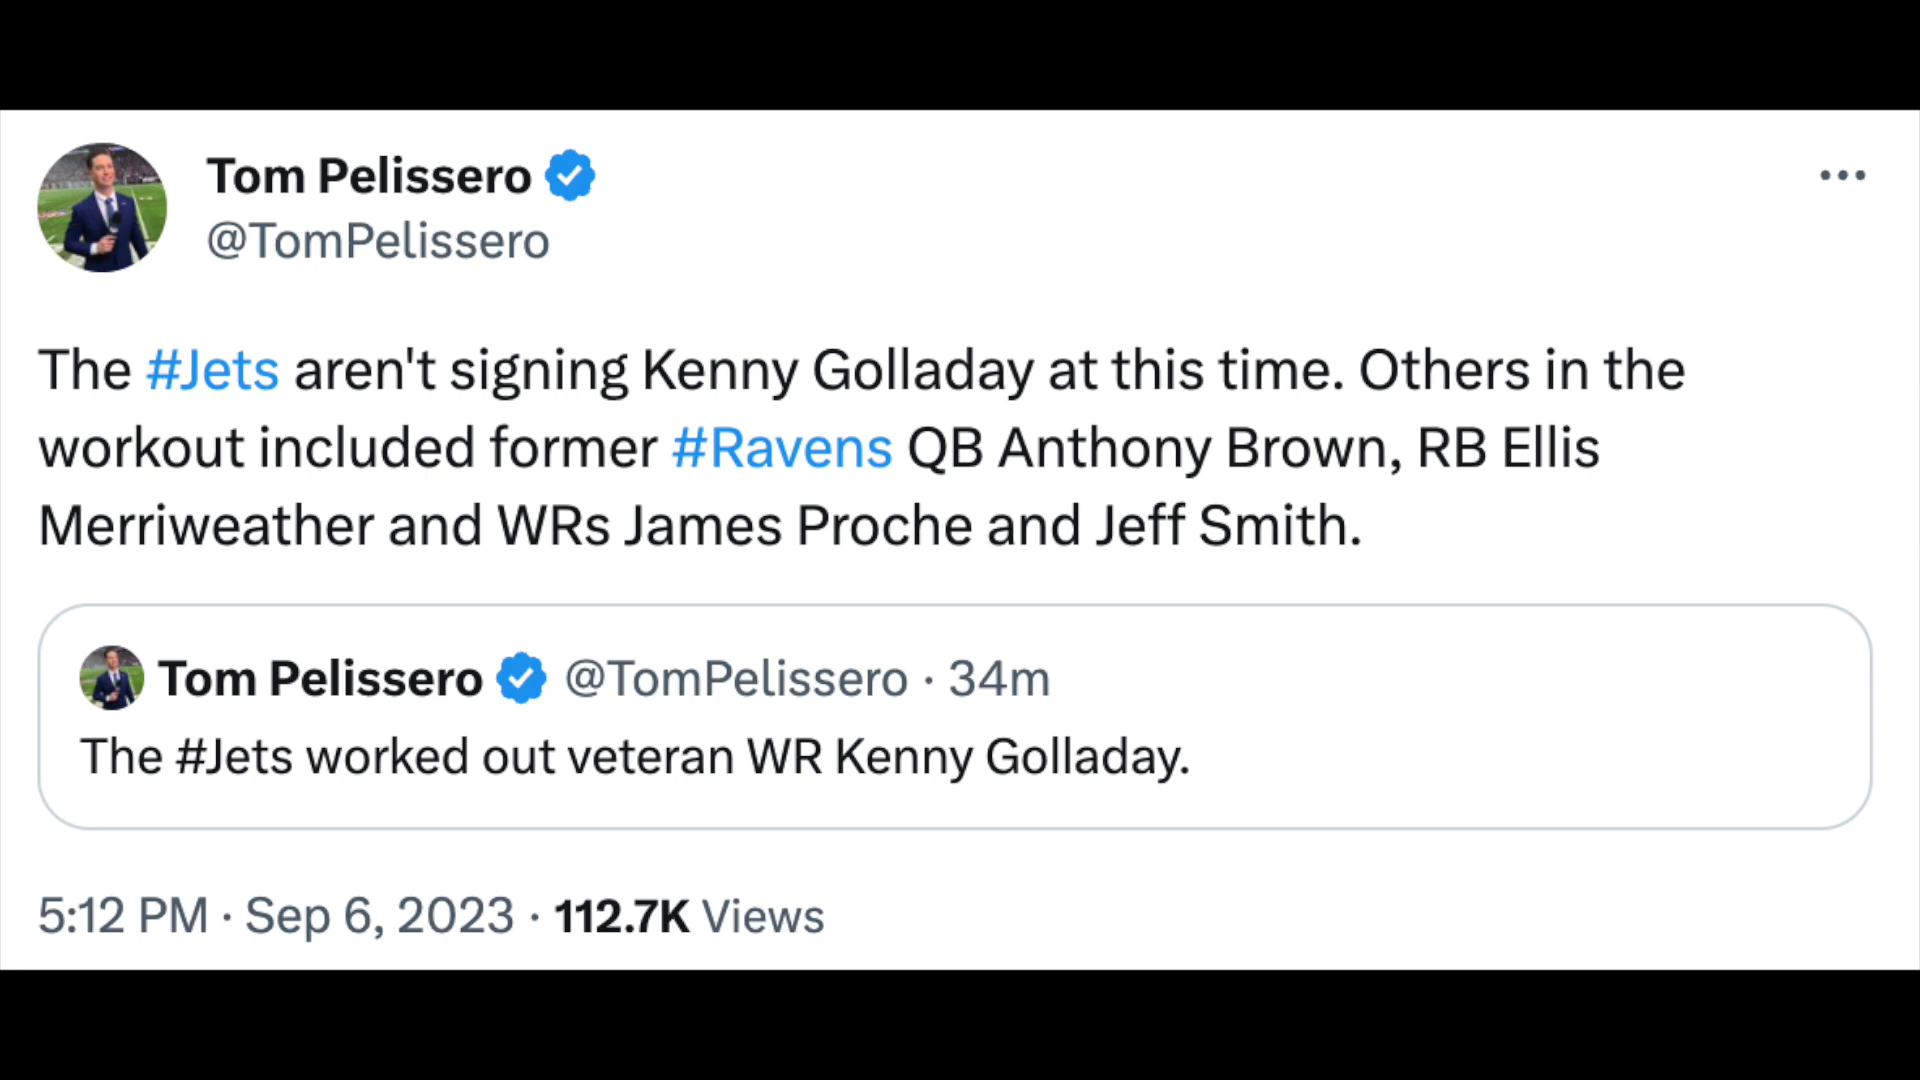 Tom Pelissero
@TomPelissero
The #Jets aren't signing Kenny Golladay at this time. Others in the
workout included former #Ravens QB Anthony Brown, RB Ellis
Merriweather and WRs James Proche and Jeff Smith.
Tom Pelissero @TomPelissero · 34m
The #Jets worked out veteran WR Kenny Golladay.
5:12 PM · Sep 6, 2023 · 112.7K Views